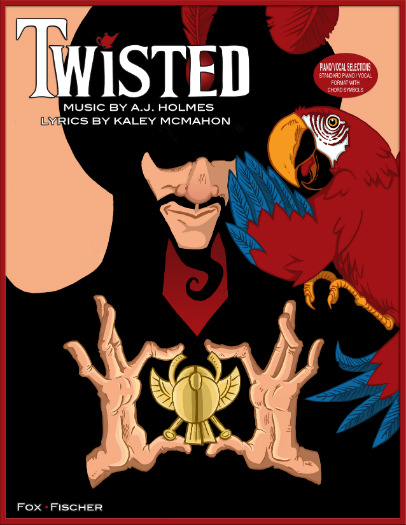 TWISTED
PIANO/VOCAL SELECTIONS
STANDARD PIANO / VOCAL
FORMAT WITH
CHORD SYMBOLS
MUSIC BY A.J. HOLMES
LYRICS BY KALEY MCMAHON
FOX • FISCHER